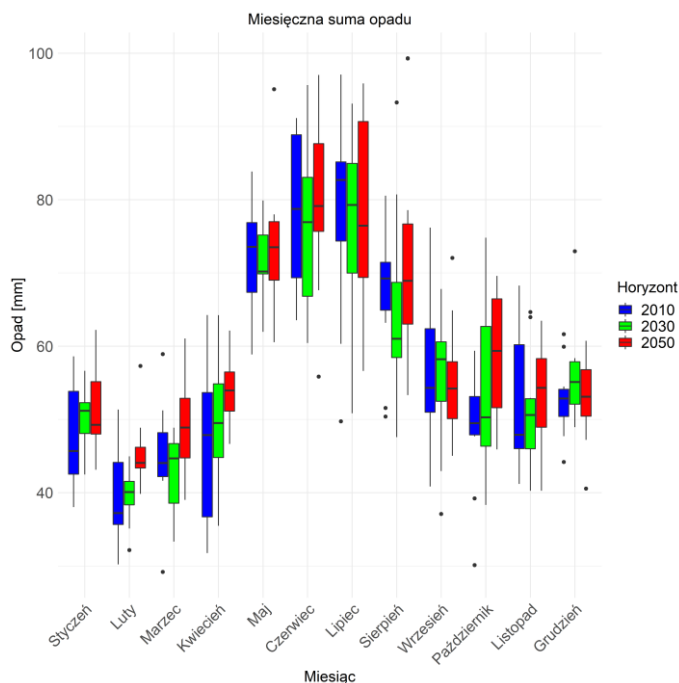 Miesięczna suma opadu
100
80
60
40
Opad [mm]
Horyzont
2010
2030
2050
Styczeń
Luty
Marzec
Kwiecień
Maj
Czerwiec
Lipiec
Sierpień
Wrzesień
Październik
Listopad
Grudzień
Miesiąc